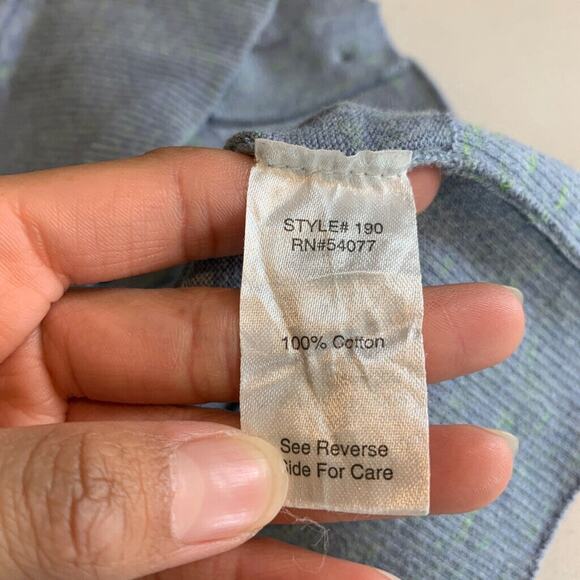 STYLE# 190
RN#54077
100% Cotton
See Reverse
Side For Care